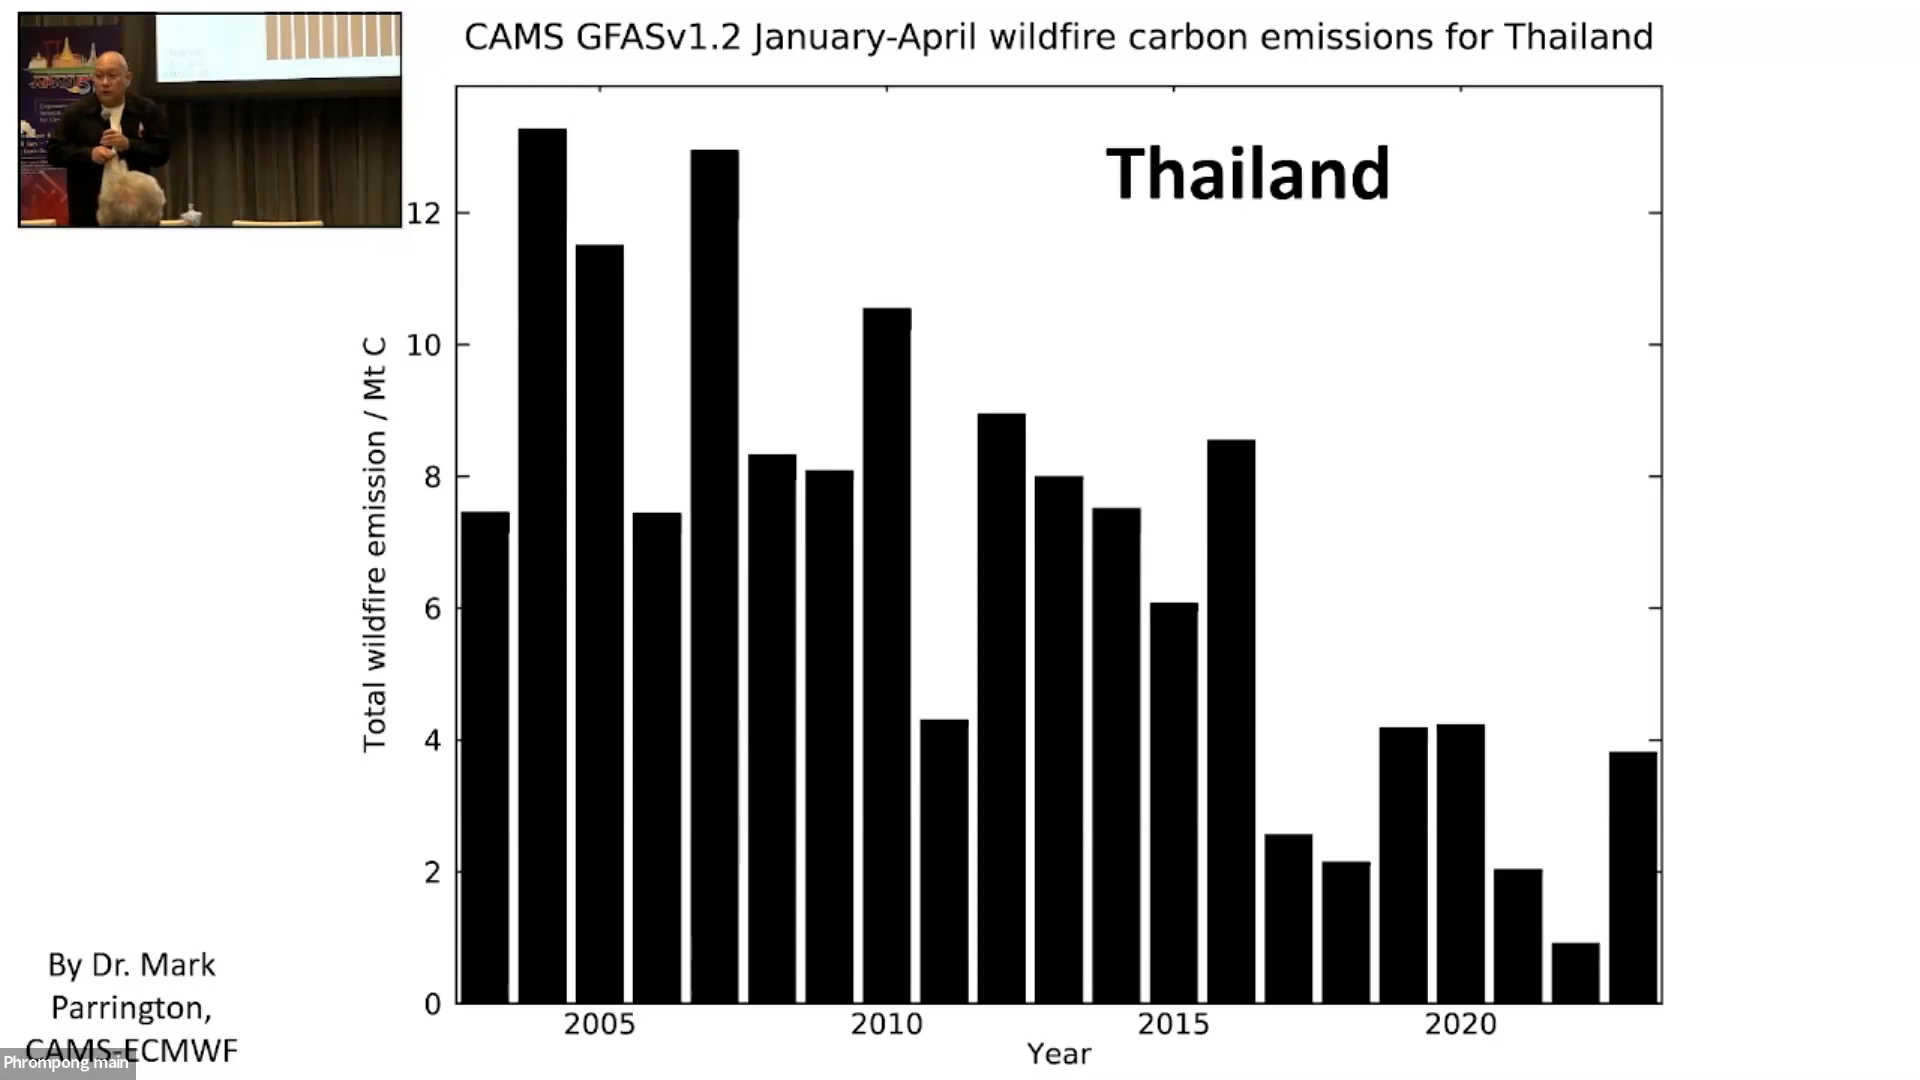 CAMS GFASv1.2 January-April wildfire carbon emissions for Thailand
Thailand
Total wildfire emission / Mt C
12
10
8
6
4
2
0
2005 2010 2015 2020
Year
By Dr. Mark
Parrington,
CAMS-ECMWF
Phrompong main